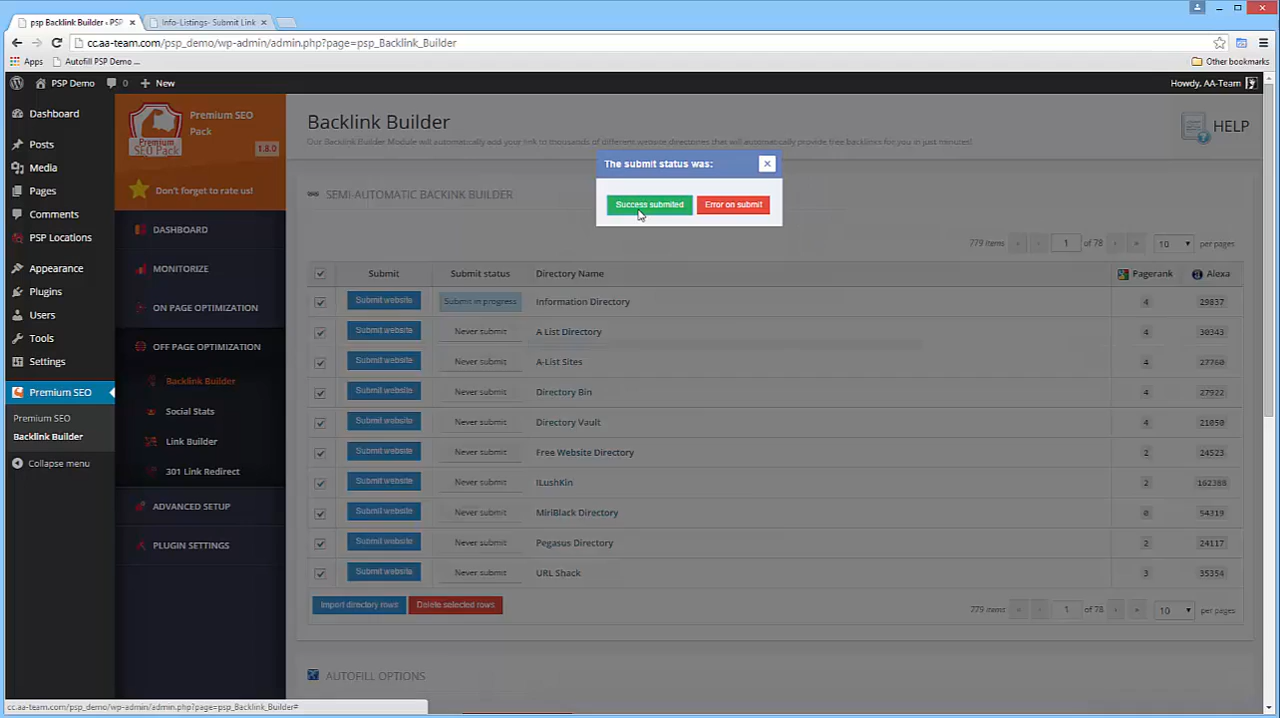 psp Backlink Builder ‹ PSP
Info-Listings- Submit Link
cc.aa-team.com/psp_demo/wp-admin/admin.php?page=psp_Backlink_Builder
Apps
Autofill PSP Demo ...
Other bookmarks
PSP Demo
0
New
Howdy, AA-Team
Dashboard
Posts
Media
Pages
Comments
PSP Locations
Appearance
Plugins
Users
Tools
Settings
Premium SEO
Premium SEO
Backlink Builder
Collapse menu
Premium SEO
Pack
Premium
SEO Pack
1.8.0
Don't forget to rate us!
DASHBOARD
MONITORIZE
ON PAGE OPTIMIZATION
OFF PAGE OPTIMIZATION
Backlink Builder
Social Stats
Link Builder
301 Link Redirect
ADVANCED SETUP
PLUGIN SETTINGS
Backlink Builder
Our Backlink Builder Module will automatically add your link to thousands of different website directories that will automatically provide free backlinks for you in just minutes!
HELP
The submit status was:
Success submited
Error on submit
SEMI-AUTOMATIC BACKLINK BUILDER
779 items « ‹ 1 of 78 › » 10 per pages
Submit Submit status Directory Name Pagerank Alexa
Submit website Submit in progress Information Directory 4 29837
Submit website Never submit A List Directory 4 30343
Submit website Never submit A-List Sites 4 27760
Submit website Never submit Directory Bin 4 27922
Submit website Never submit Directory Vault 4 21050
Submit website Never submit Free Website Directory 2 24523
Submit website Never submit ILushKin 2 162388
Submit website Never submit MiriBlack Directory 0 54319
Submit website Never submit Pegasus Directory 2 24117
Submit website Never submit URL Shack 3 35354
Import directory rows
Delete selected rows
779 items « ‹ 1 of 78 › » 10 per pages
AUTOFILL OPTIONS
cc.aa-team.com/psp_demo/wp-admin/admin.php?page=psp_Backlink_Builder#